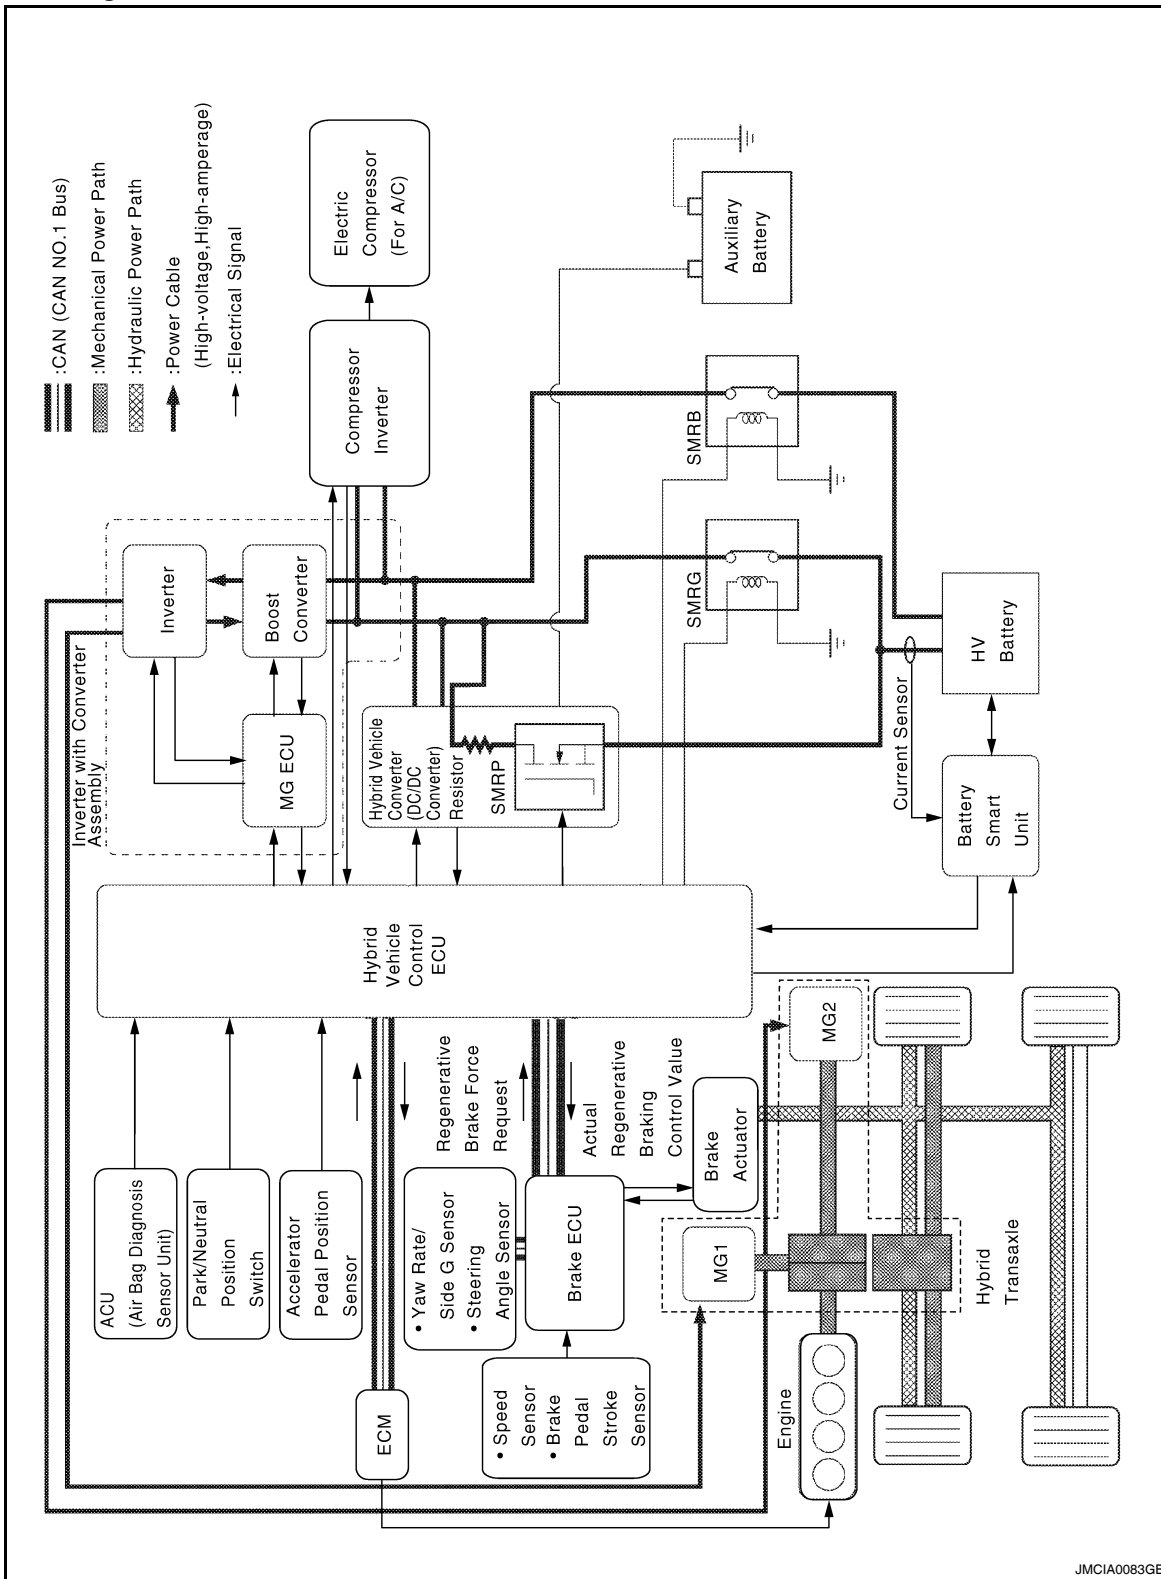 :CAN (CAN NO.1 Bus)
:Mechanical Power Path
:Hydraulic Power Path
:Power Cable
(High-voltage,High-amperage)
:Electrical Signal
Electric
Compressor
(For A/C)
Compressor
Inverter
Auxiliary
Battery
SMRB
SMRG
Inverter
Boost
Converter
MG ECU
Inverter with Converter
Assembly
Hybrid Vehicle
Converter
(DC/DC
Converter)
Resistor
SMRP
HV
Battery
Current Sensor
Battery
Smart
Unit
Hybrid
Vehicle
Control
ECU
ACU
(Air Bag Diagnosis
Sensor Unit)
Park/Neutral
Position
Switch
Accelerator
Pedal Position
Sensor
Regenerative
Brake Force
Request
Actual
Regenerative
Braking
Control Value
• Yaw Rate/
Side G Sensor
• Steering
Angle Sensor
Brake ECU
Brake
Actuator
ECM
• Speed
Sensor
• Brake
Pedal
Stroke
Sensor
MG1
MG2
Engine
Hybrid
Transaxle
JMCIA0083GB